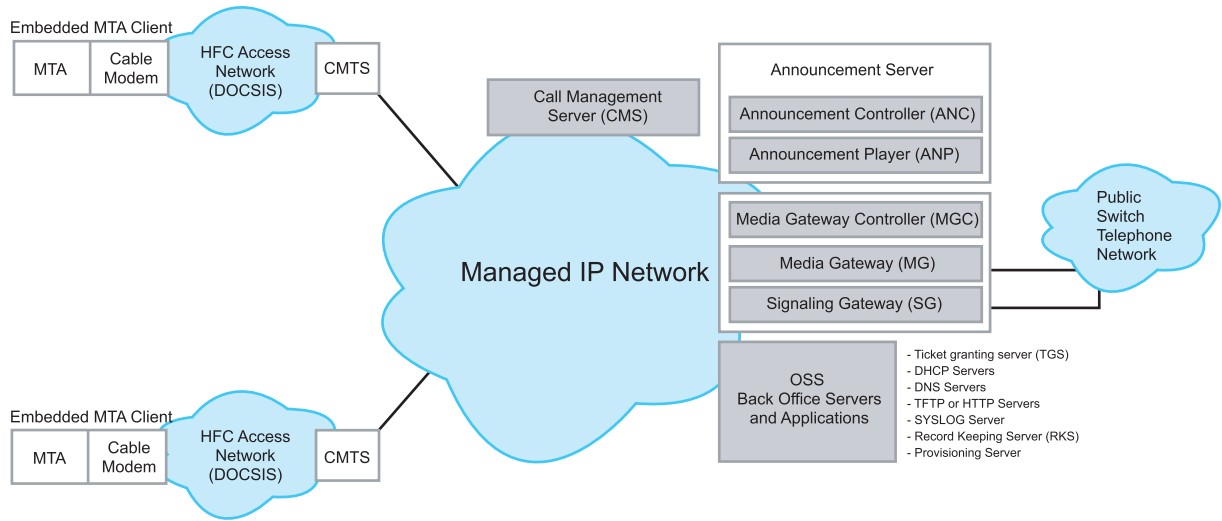 Embedded MTA Client
MTA
Cable
Modem
HFC Access
Network
(DOCSIS)
CMTS
Call Management
Server (CMS)
Announcement Server
Announcement Controller (ANC)
Announcement Player (ANP)
Managed IP Network
Media Gateway Controller (MGC)
Media Gateway (MG)
Signaling Gateway (SG)
Public
Switch
Telephone
Network
OSS
Back Office Servers
and Applications
- Ticket granting server (TGS)
- DHCP Servers
- DNS Servers
- TFTP or HTTP Servers
- SYSLOG Server
- Record Keeping Server (RKS)
- Provisioning Server
Embedded MTA Client
MTA
Cable
Modem
HFC Access
Network
(DOCSIS)
CMTS